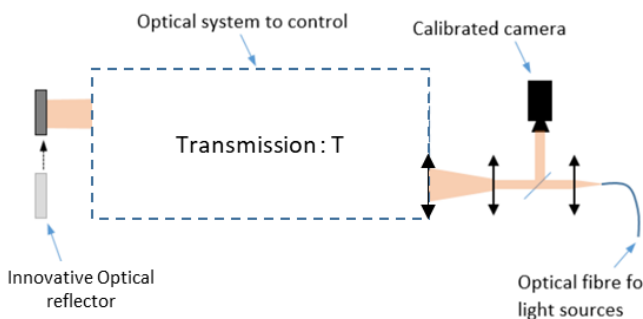 Optical system to control
Calibrated camera
Transmission : T
Innovative Optical
reflector
Optical fibre fo
light sources